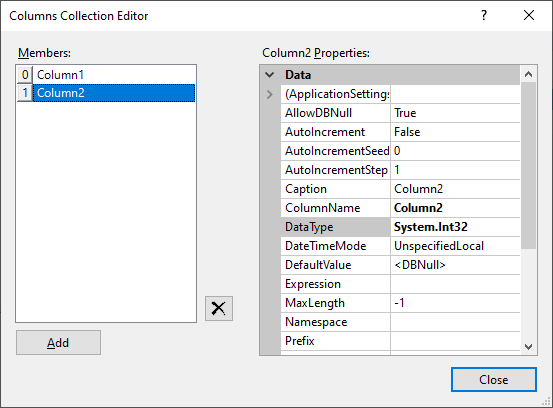 Columns Collection Editor
Members:
0 Column1
1 Column2
Add
Column2 Properties:
Data
(ApplicationSettings
AllowDBNull True
AutoIncrement False
AutoIncrementSeed 0
AutoIncrementStep 1
Caption Column2
ColumnName Column2
DataType System.Int32
DateTimeMode UnspecifiedLocal
DefaultValue <DBNull>
Expression
MaxLength -1
Namespace
Prefix
Close